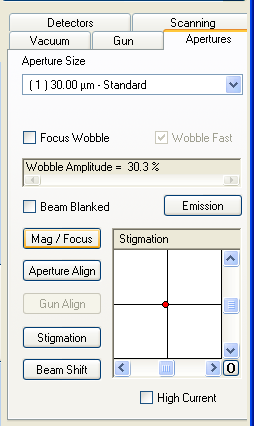 Detectors Scanning
Vacuum Gun Apertures
Aperture Size
( 1 ) 30.00 µm - Standard
Focus Wobble Wobble Fast
Wobble Amplitude = 30.3 %
Beam Blanked Emission
Mag / Focus Stigmation
Aperture Align
Gun Align
Stigmation
Beam Shift 0
High Current